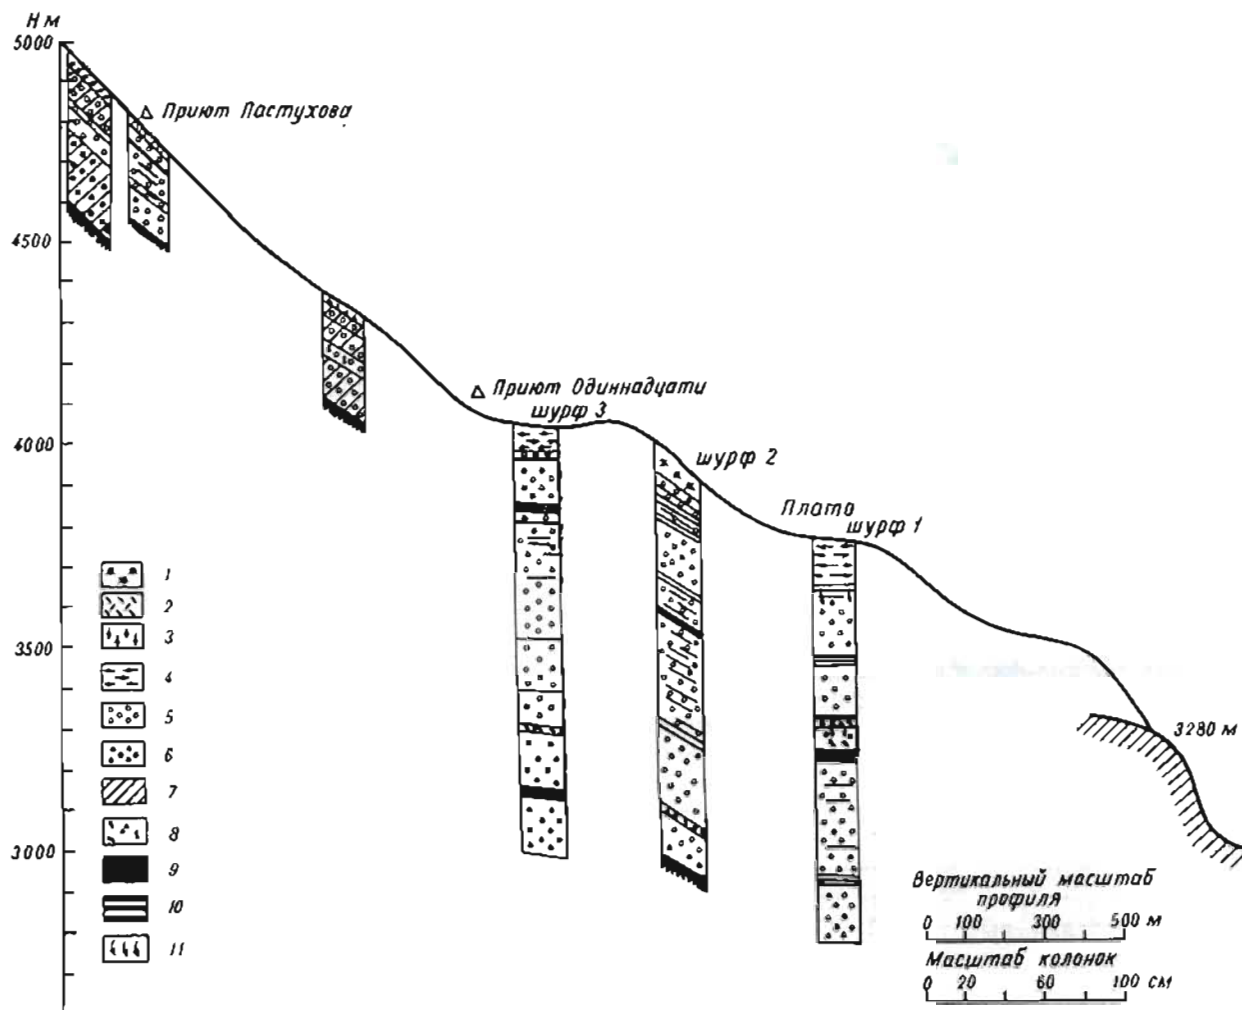 Н м
5000
Приют Пастухова
4500
Приют Одиннадцати
шурф 3
4000
шурф 2
Плато
шурф 1
1
2
3
3500
4
5
6
3280 м
7
8
3000
9
10
11
Вертикальный масштаб
профиля
0 100 300 500 м
Масштаб колонок
0 20 60 100 см